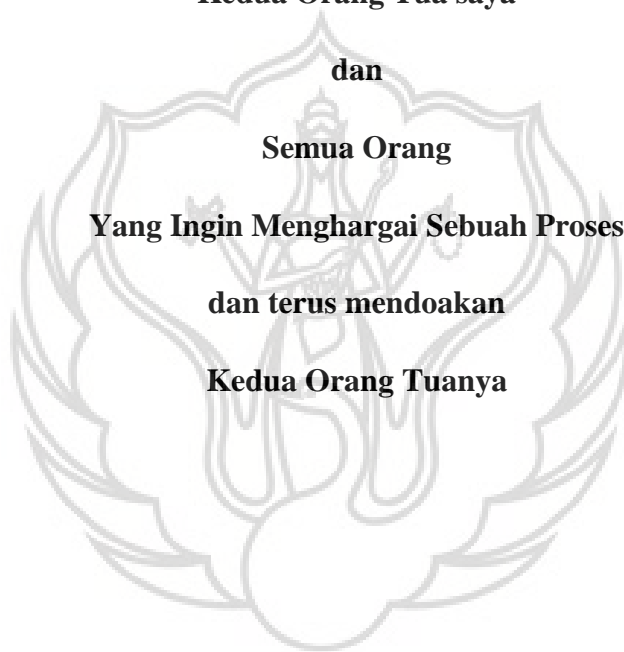 Kedua Orang Tua saya
dan
Semua Orang
Yang Ingin Menghargai Sebuah Proses
dan terus mendoakan
Kedua Orang Tuanya